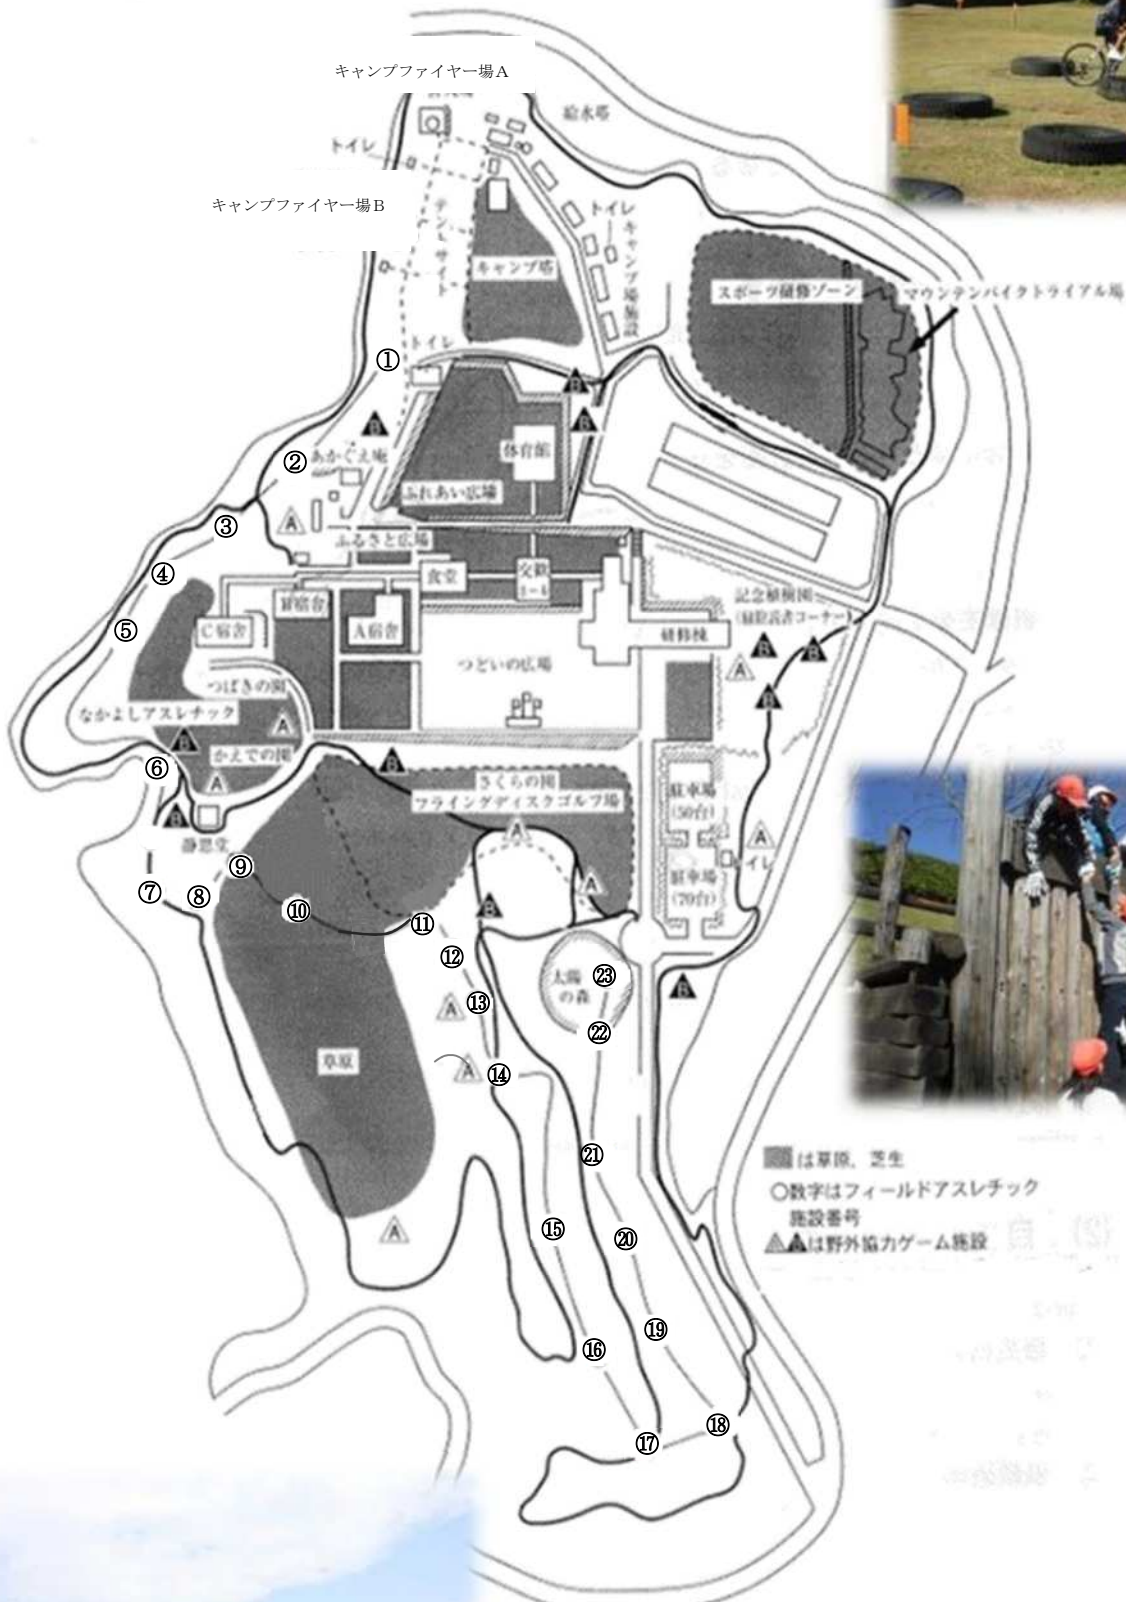 キャンプファイヤー場A
給水塔
トイレ
キャンプファイヤー場B
テントサイト
トイレ
キャンプ場施設
キャンプ塔
スポーツ研修ゾーン
マウンテンバイクトライアル場
トイレ
①
B
B
B
体育館
②
あかぐえ庵
ふれあい広場
③
A
ふるさと広場
④
食堂
交歓
ホール
記念植樹園
⑤
C宿舎
B宿舎
A宿舎
研修棟
つどいの広場
B
B
A
B
つばきの園
なかよしアスレチック
A
B
かえでの園
⑥
A
B
さくらの園
フライングディスクゴルフ場
駐車場
(50台)
B
静思堂
A
A
トイレ
⑨
⑦
⑧
⑩
A
駐車場
(70台)
B
⑪
⑫
太陽
の森
㉓
B
A
⑬
㉒
草原
A
⑭
㉑
A
⑮
⑳
⑲
⑯
⑱
⑰
は草原、芝生
○数字はフィールドアスレチック
施設番号
ABは野外協力ゲーム施設